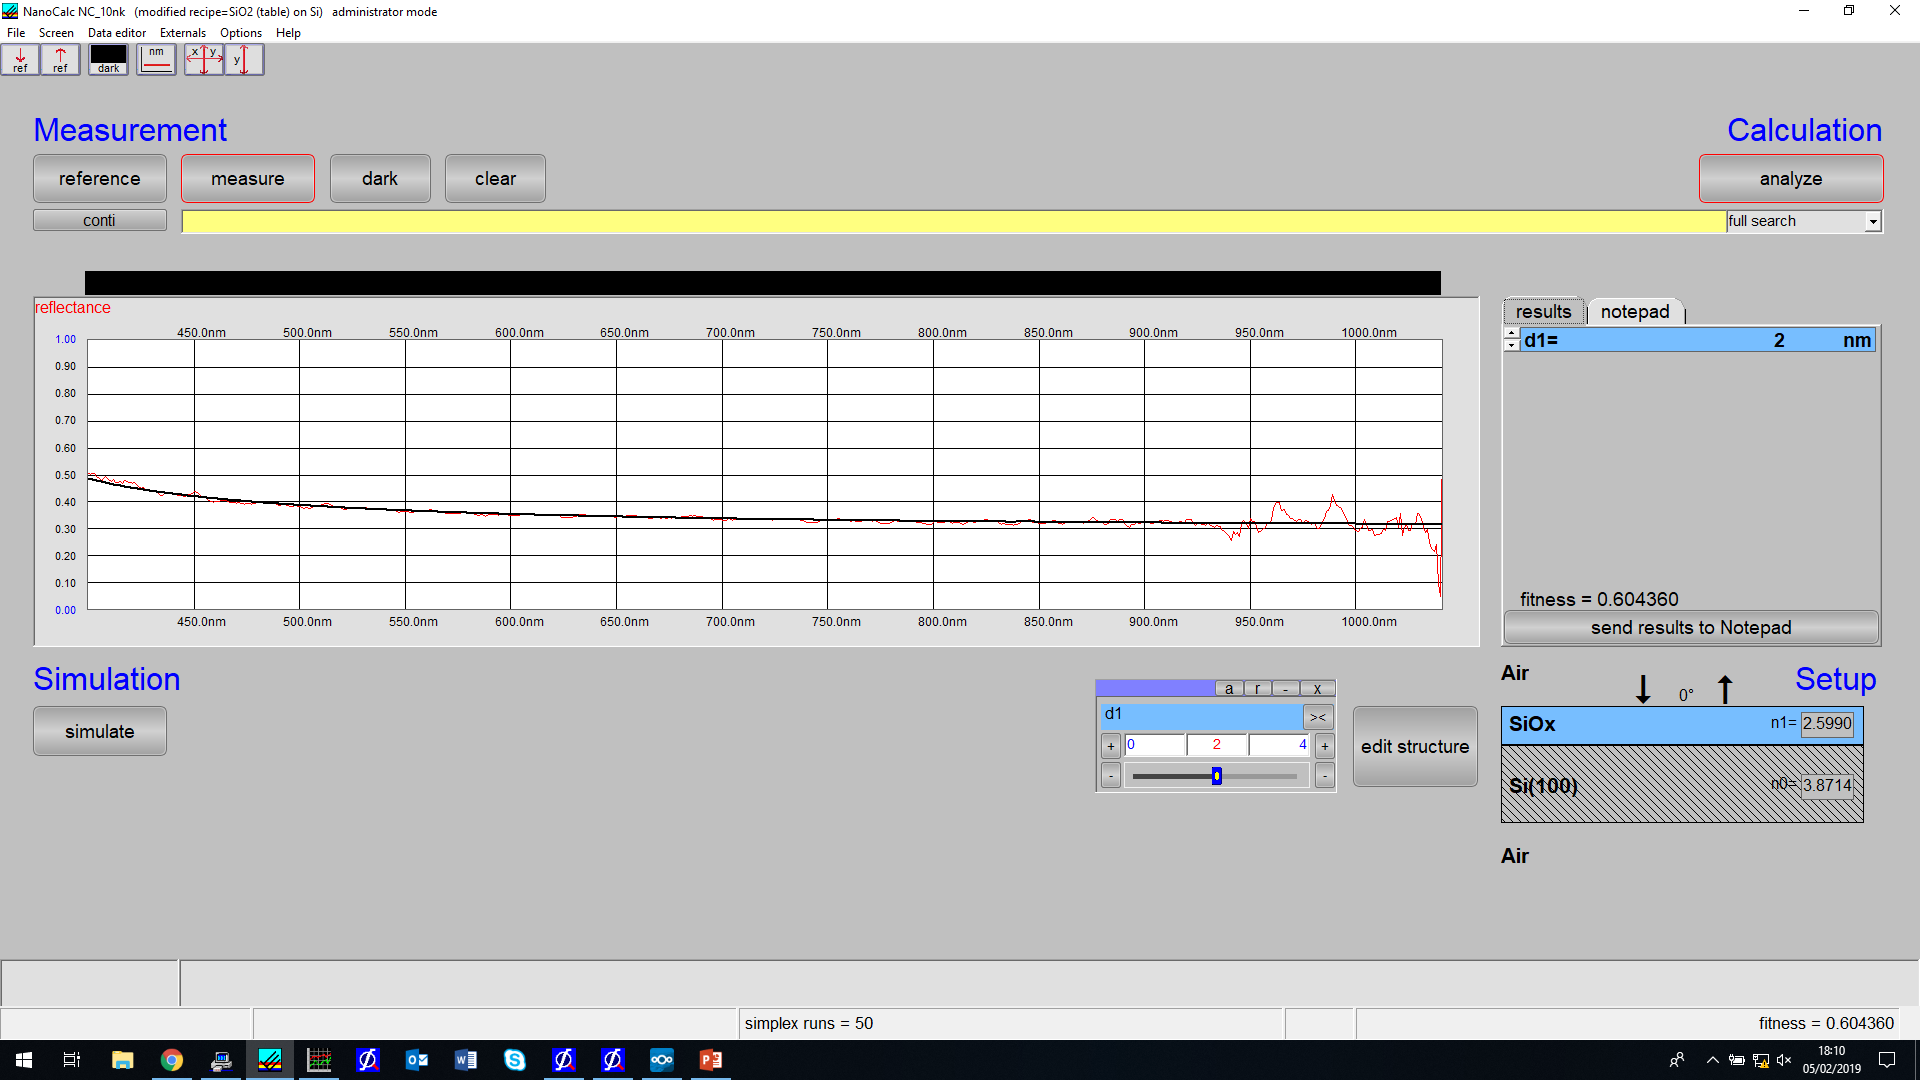 NanoCalc NC_10nk   (modified recipe=SiO2 (table) on Si)   administrator mode
File Screen Data editor Externals Options Help
ref ref dark nm x y y
Measurement
Calculation
reference measure dark clear
analyze
conti
full search
reflectance
450.0nm 500.0nm 550.0nm 600.0nm 650.0nm 700.0nm 750.0nm 800.0nm 850.0nm 900.0nm 950.0nm 1000.0nm
1.00
0.90
0.80
0.70
0.60
0.50
0.40
0.30
0.20
0.10
0.00
450.0nm 500.0nm 550.0nm 600.0nm 650.0nm 700.0nm 750.0nm 800.0nm 850.0nm 900.0nm 950.0nm 1000.0nm
results notepad
d1= 2 nm
fitness = 0.604360
send results to Notepad
Simulation
simulate
a r - x
d1 ><
+ 0 2 4 +
- -
edit structure
Air
0°
Setup
SiOx n1= 2.5990
Si(100) n0= 3.8714
Air
simplex runs = 50
fitness = 0.604360
18:10
05/02/2019